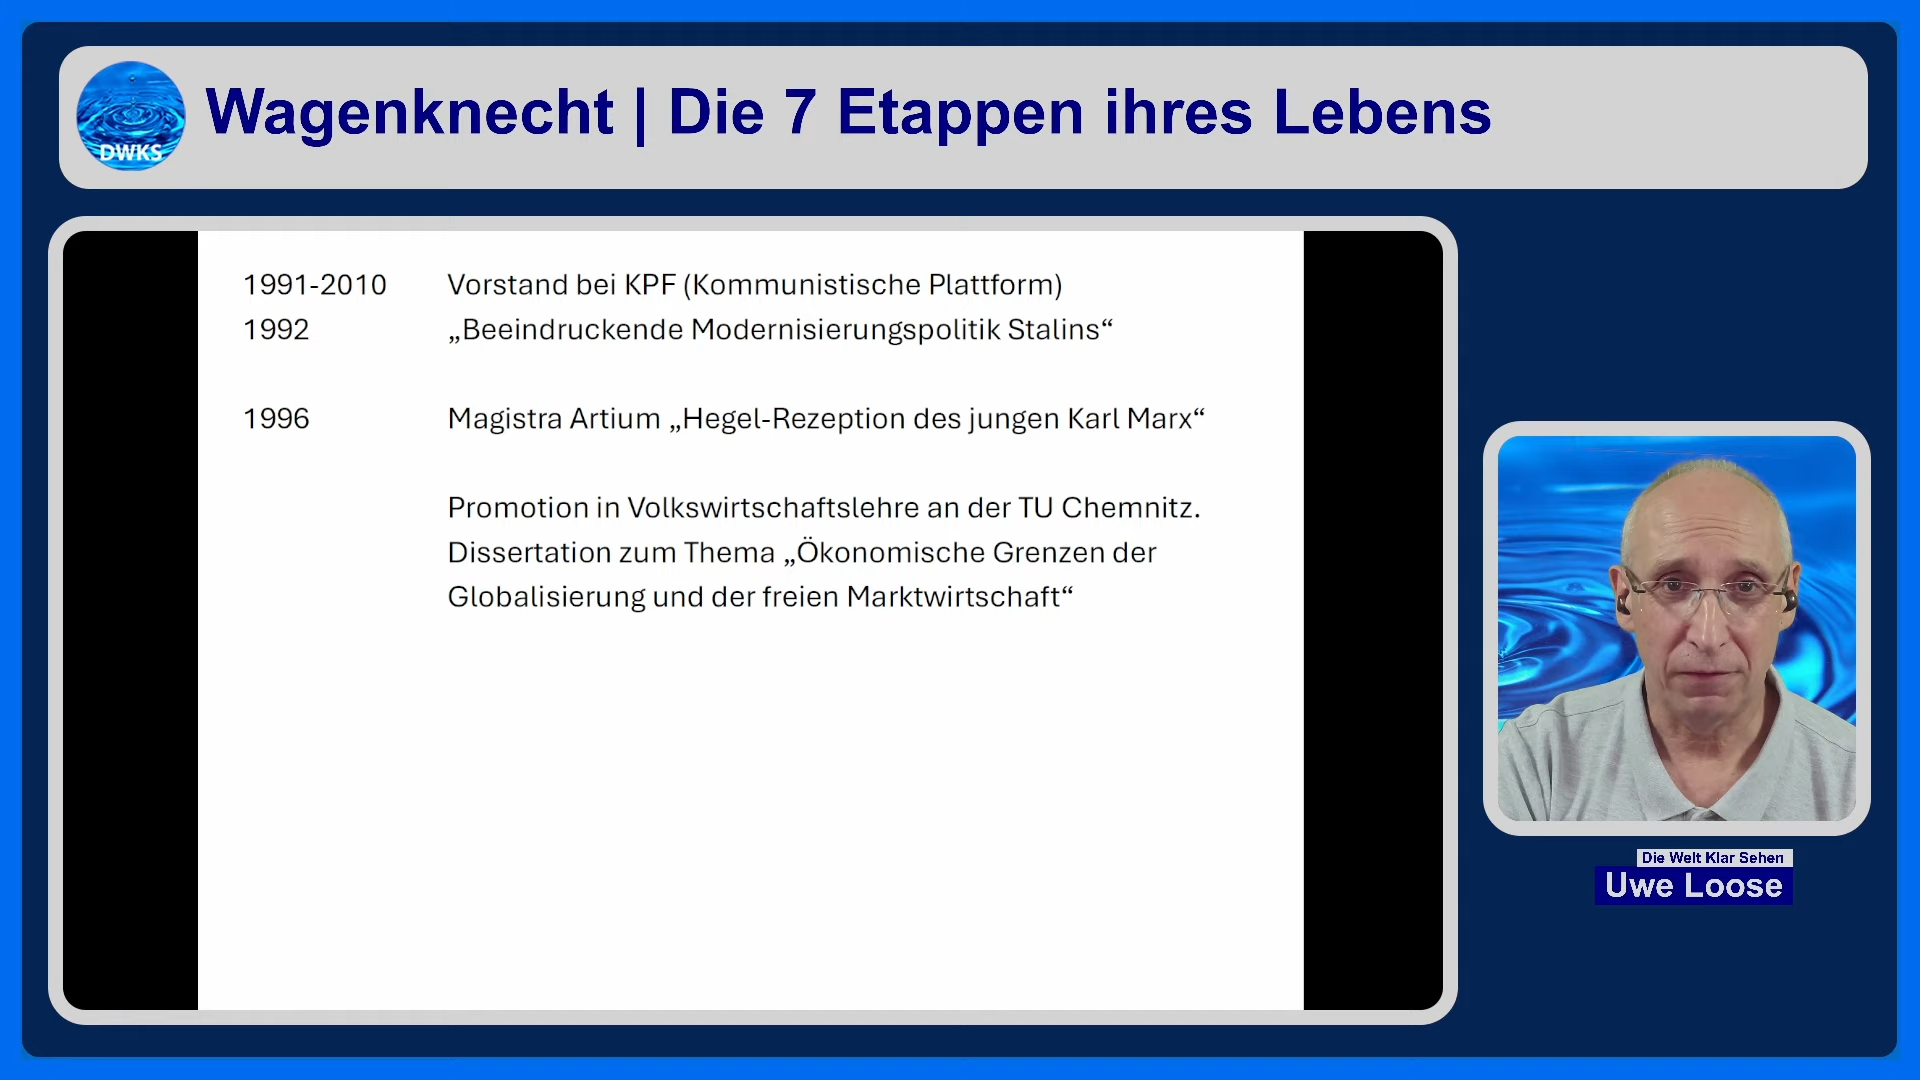 DWKS
Wagenknecht | Die 7 Etappen ihres Lebens
1991-2010 Vorstand bei KPF (Kommunistische Plattform)
1992 „Beeindruckende Modernisierungspolitik Stalins“
1996 Magistra Artium „Hegel-Rezeption des jungen Karl Marx“
Promotion in Volkswirtschaftslehre an der TU Chemnitz.
Dissertation zum Thema „Ökonomische Grenzen der
Globalisierung und der freien Marktwirtschaft“
Die Welt Klar Sehen
Uwe Loose